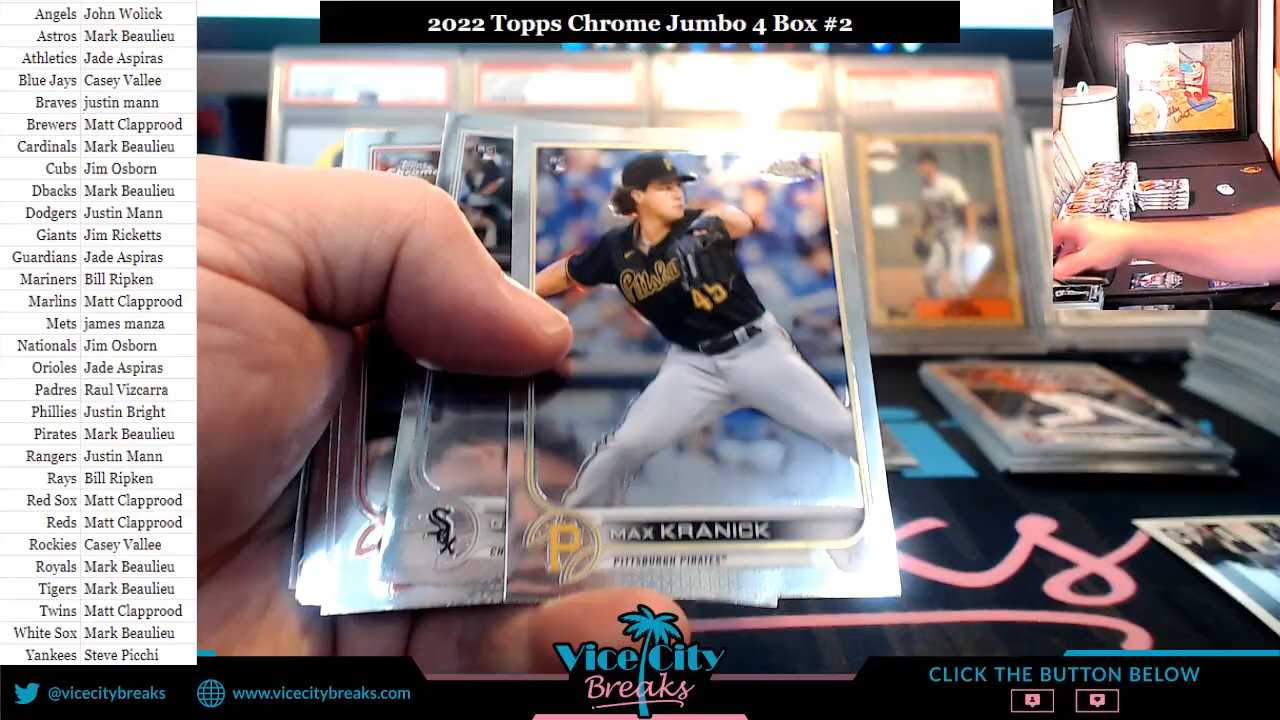 2022 Topps Chrome Jumbo 4 Box #2
Angels John Wolick
Astros Mark Beaulieu
Athletics Jade Aspiras
Blue Jays Casey Vallee
Braves justin mann
Brewers Matt Clapprood
Cardinals Mark Beaulieu
Cubs Jim Osborn
Dbacks Mark Beaulieu
Dodgers Justin Mann
Giants Jim Ricketts
Guardians Jade Aspiras
Mariners Bill Ripken
Marlins Matt Clapprood
Mets james manza
Nationals Jim Osborn
Orioles Jade Aspiras
Padres Raul Vizcarra
Phillies Justin Bright
Pirates Mark Beaulieu
Rangers Justin Mann
Rays Bill Ripken
Red Sox Matt Clapprood
Reds Matt Clapprood
Rockies Casey Vallee
Royals Mark Beaulieu
Tigers Mark Beaulieu
Twins Matt Clapprood
White Sox Mark Beaulieu
Yankees Steve Picchi
Topps
Chrome
Pittsbu
45
P MAX KRANICK
PITTSBURGH PIRATES
SOX
CH
Vice City
Breaks
@vicecitybreaks
www.vicecitybreaks.com
CLICK THE BUTTON BELOW